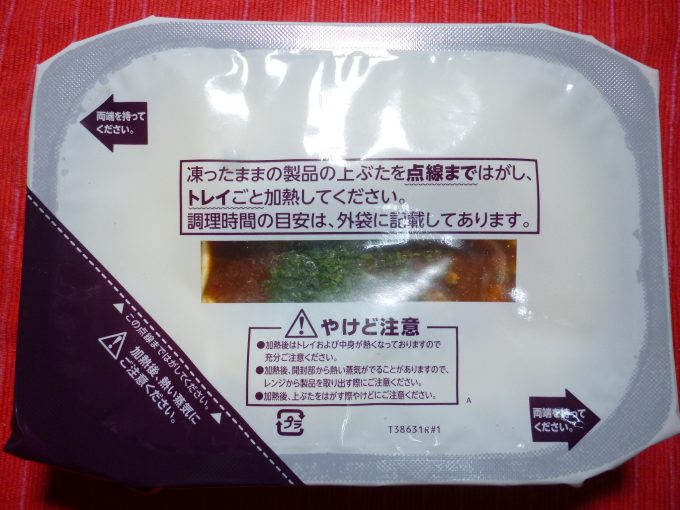 両端を持って
ください。
凍ったままの製品の上ぶたを点線まではがし、
トレイごと加熱してください。
調理時間の目安は、外袋に記載してあります。
この点線まではがしてください。
加熱後、熱い蒸気に
ご注意ください。
やけど注意
●加熱後はトレイおよび中身が熱くなっておりますので
充分ご注意ください。
●加熱後、開封部から熱い蒸気がでることがありますので、
レンジから製品を取り出す際にご注意ください。
●加熱後、上ぶたをはがす際やけどにご注意ください。
A
プラ
T38631g#1
両端を持って
ください。